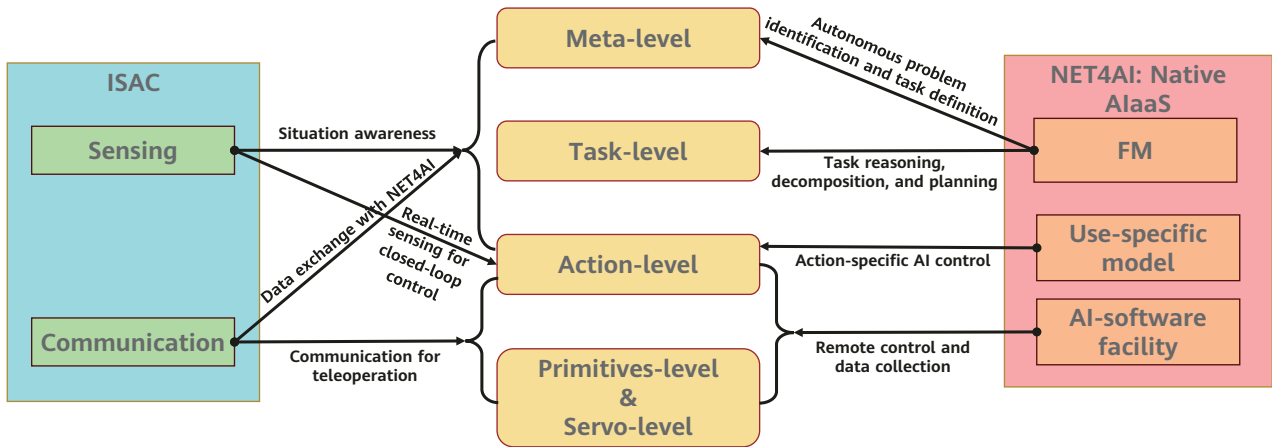 ISAC
Sensing
Communication
Situation awareness
Data exchange with NET4AI
Real-time
sensing for
closed-loop
control
Communication for
teleoperation
Meta-level
Task-level
Action-level
Primitives-level
&
Servo-level
Autonomous problem
identification and task definition
Task reasoning,
decomposition, and planning
Action-specific AI control
Remote control and
data collection
NET4AI: Native
AIaaS
FM
Use-specific
model
AI-software
facility